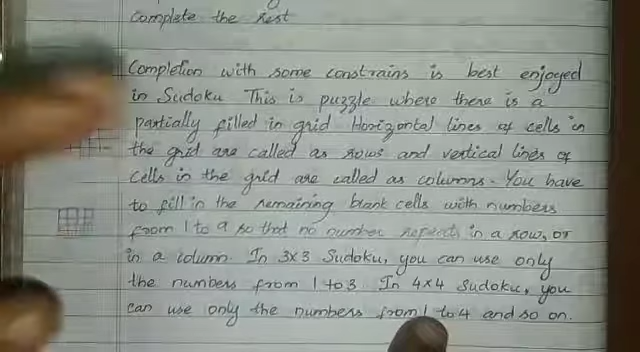 complete the rest
Completion with some constrains is best enjoyed
in Sudoku This is puzzle where there is a
partially filled in grid Horizontal lines of cells in
the grid are called as rows and vertical lines of
cells in the grid are called as columns. You have
to fill in the remaining blank cells with numbers
from 1 to 9 so that no number repeats in a row, or
in a column. In 3x3 Sudoku, you can use only
the numbers from 1 to 3. In 4x4 Sudoku, you
can use only the numbers from 1 to 4 and so on.